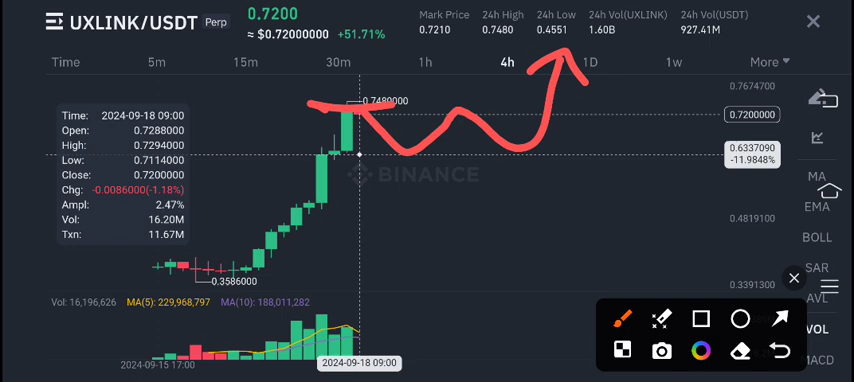 UXLINK/USDT Perp
0.7200
≈ $0.72000000 +51.71%
Mark Price 24h High 24h Low 24h Vol(UXLINK) 24h Vol(USDT)
0.7210 0.7480 0.4551 1.60B 927.41M
Time 5m 15m 30m 1h 4h 1D 1w More
0.7674700
0.7480000
0.7200000
0.6337090
-11.9848%
0.4819100
0.3391300
0.3586000
Time: 2024-09-18 09:00
Open: 0.7288000
High: 0.7294000
Low: 0.7114000
Close: 0.7200000
Chg: -0.0086000(-1.18%)
Ampl: 2.47%
Vol: 16.20M
Txn: 11.67M
BINANCE
MA
EMA
BOLL
SAR
AVL
VOL
MACD
Vol: 16,196,626 MA(5): 229,968,797 MA(10): 188,011,282
2024-09-15 17:00
2024-09-18 09:00